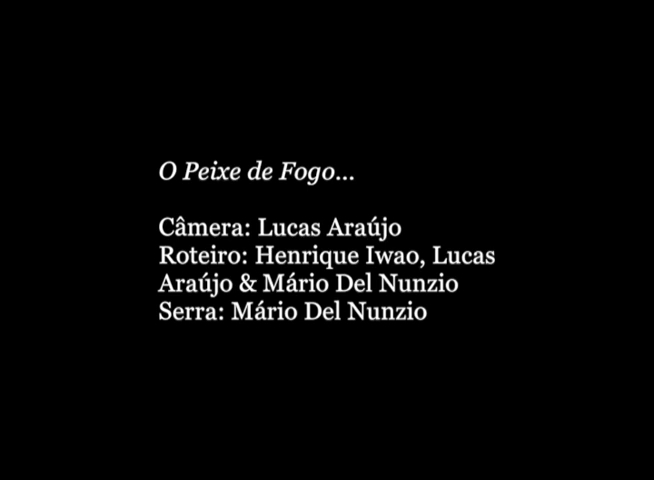 O Peixe de Fogo...
Câmera: Lucas Araújo
Roteiro: Henrique Iwao, Lucas
Araújo & Mário Del Nunzio
Serra: Mário Del Nunzio